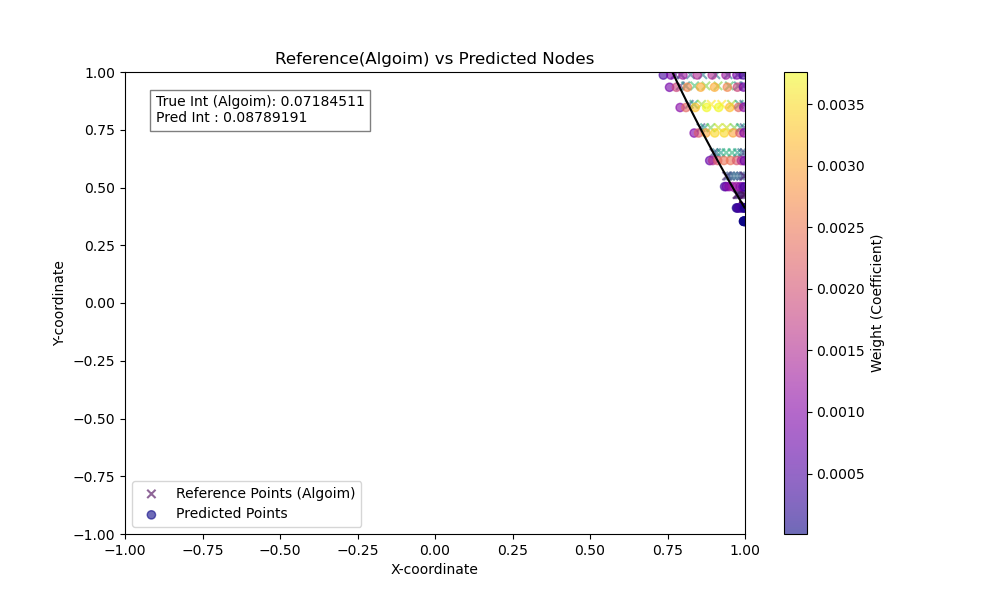 Reference(Algoim) vs Predicted Nodes
True Int (Algoim): 0.07184511
Pred Int : 0.08789191
1.00
0.75
0.50
0.25
0.00
−0.25
−0.50
−0.75
−1.00
Y-coordinate
Reference Points (Algoim)
Predicted Points
−1.00 −0.75 −0.50 −0.25 0.00 0.25 0.50 0.75 1.00
X-coordinate
0.0035
0.0030
0.0025
0.0020
0.0015
0.0010
0.0005
Weight (Coefficient)